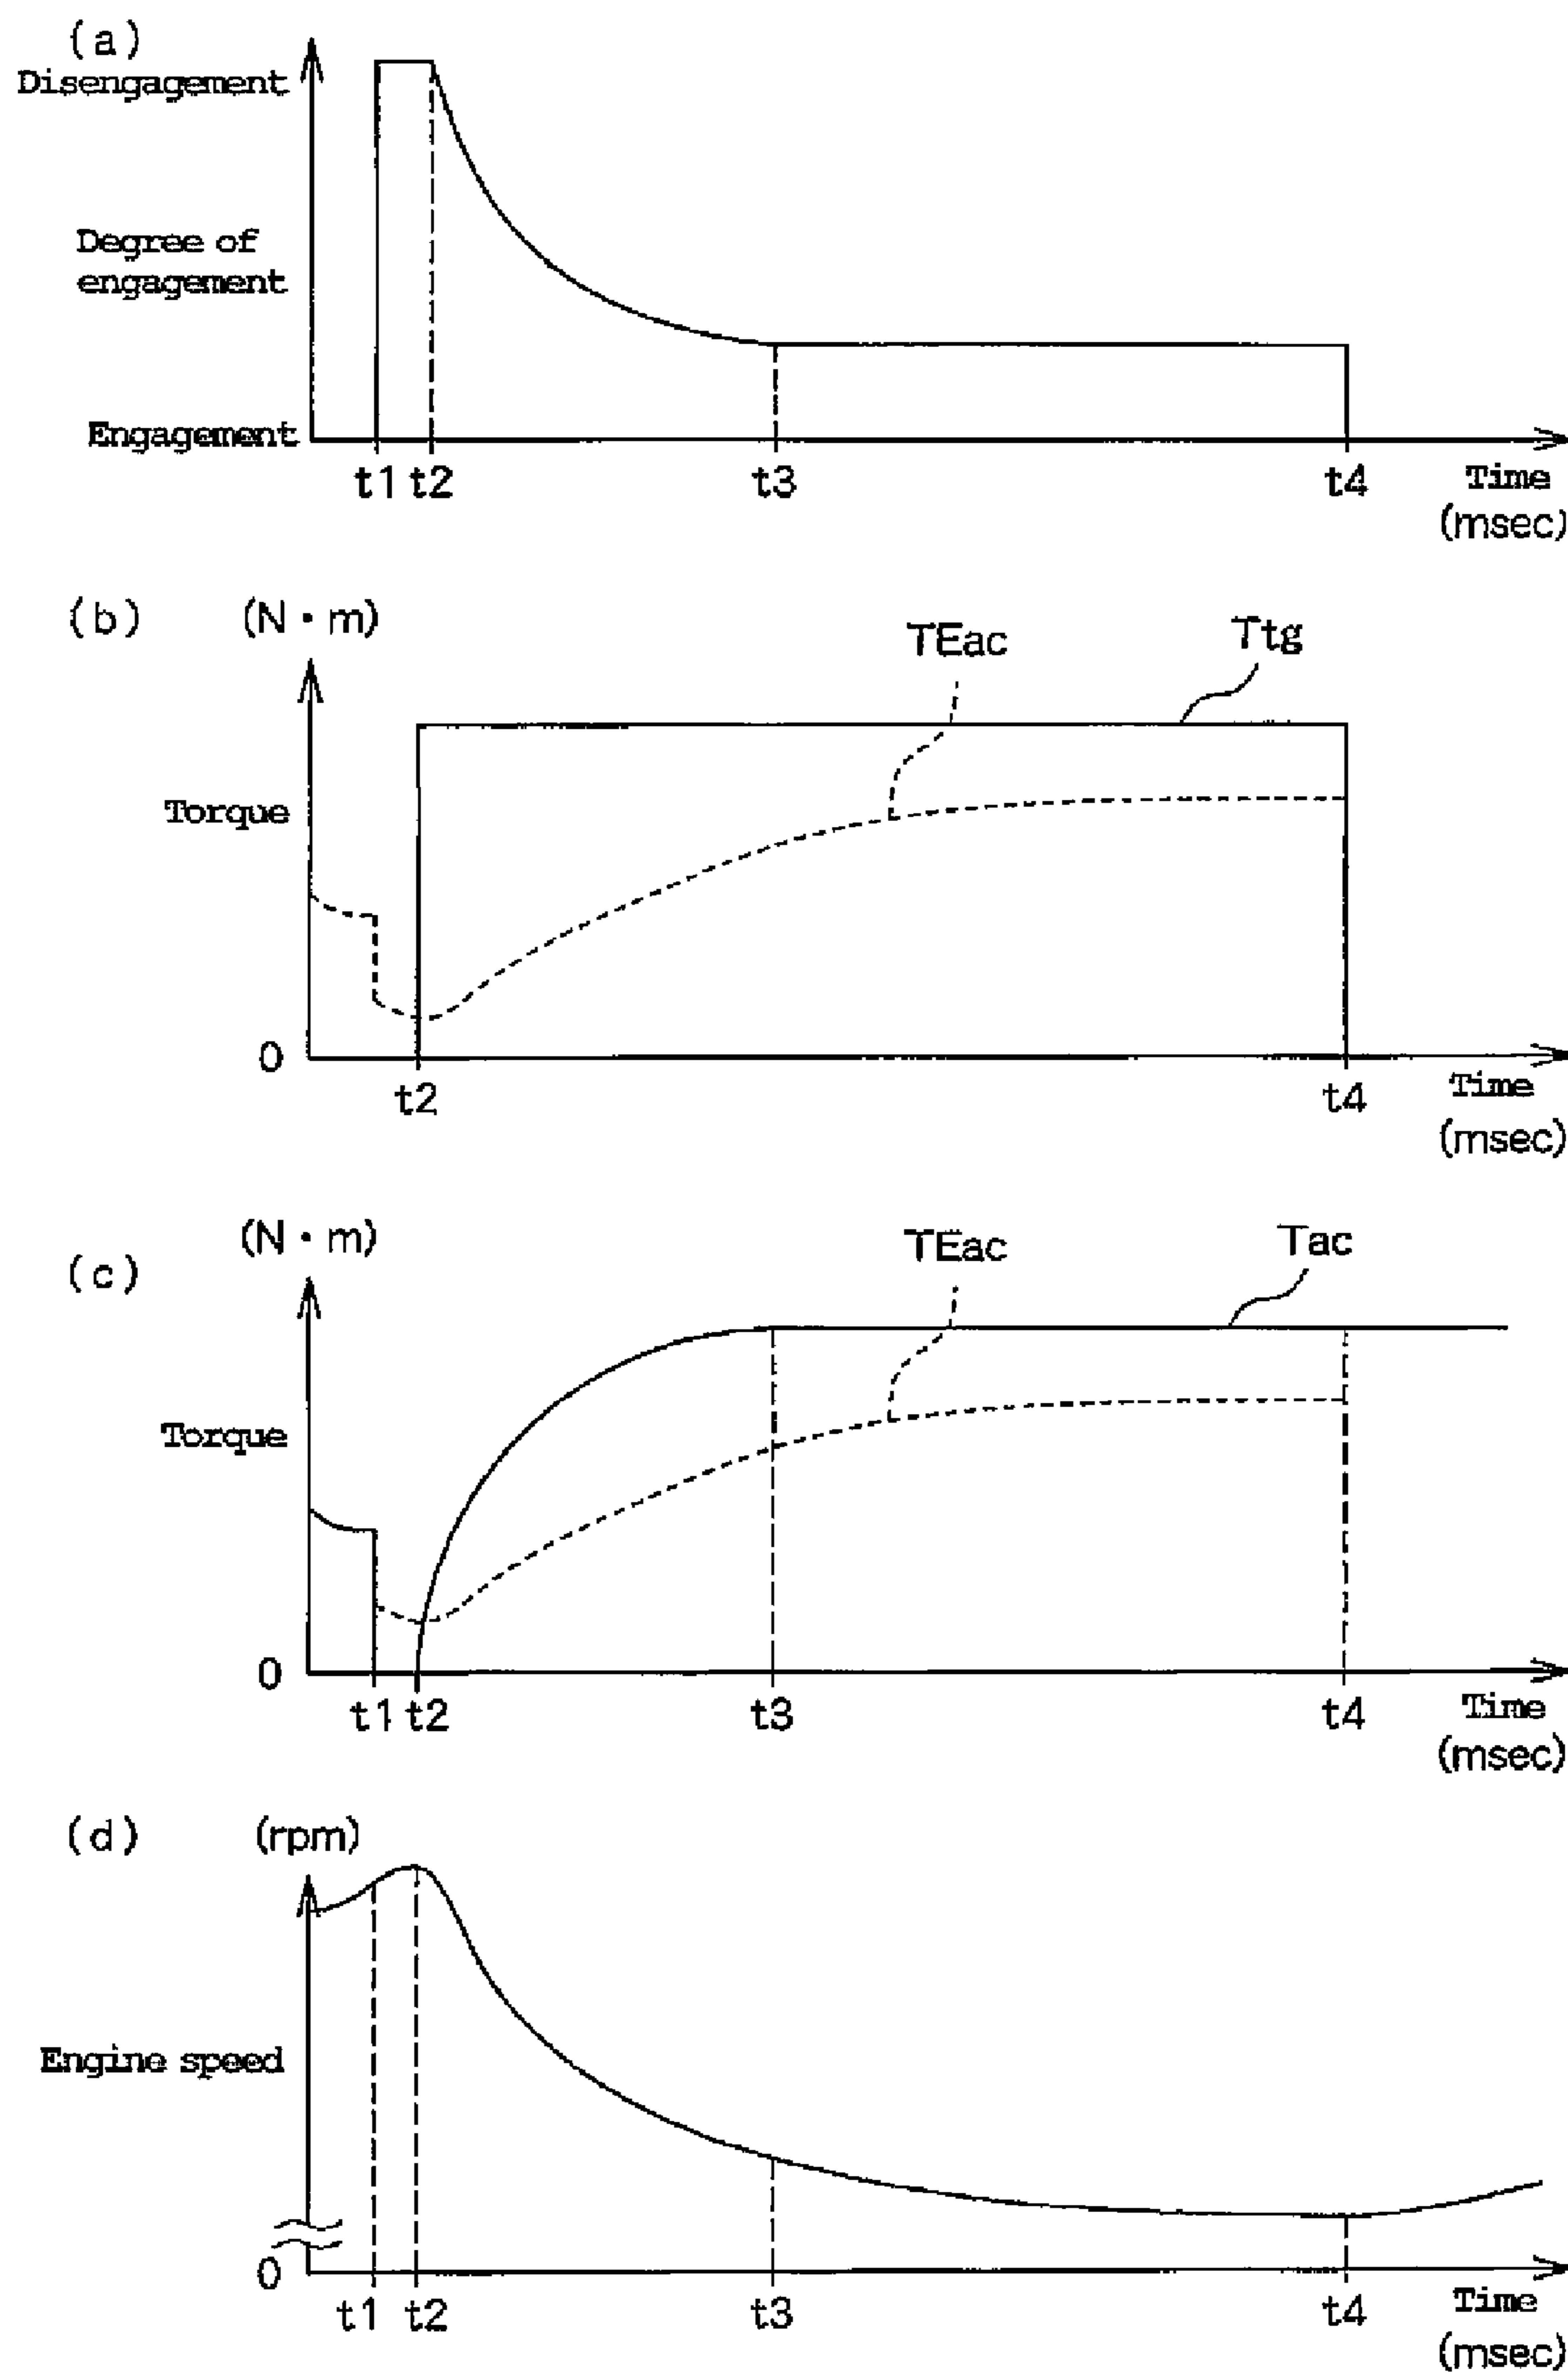 (a)
Disengagement
Degree of
engagement
Engagement
t1 t2 t3 t4 Time
(msec)
(b) (N・m)
TEac Ttg
Torque
0
t2 t4 Time
(msec)
(N・m)
(c) TEac Tac
Torque
0
t1 t2 t3 t4 Time
(msec)
(d) (rpm)
Engine speed
0
t1 t2 t3 t4 Time
(msec)